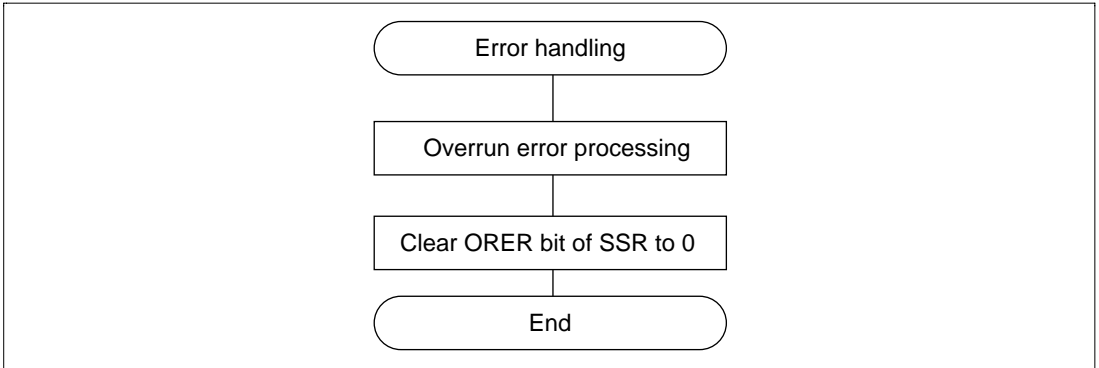 Error handling
Overrun error processing
Clear ORER bit of SSR to 0
End